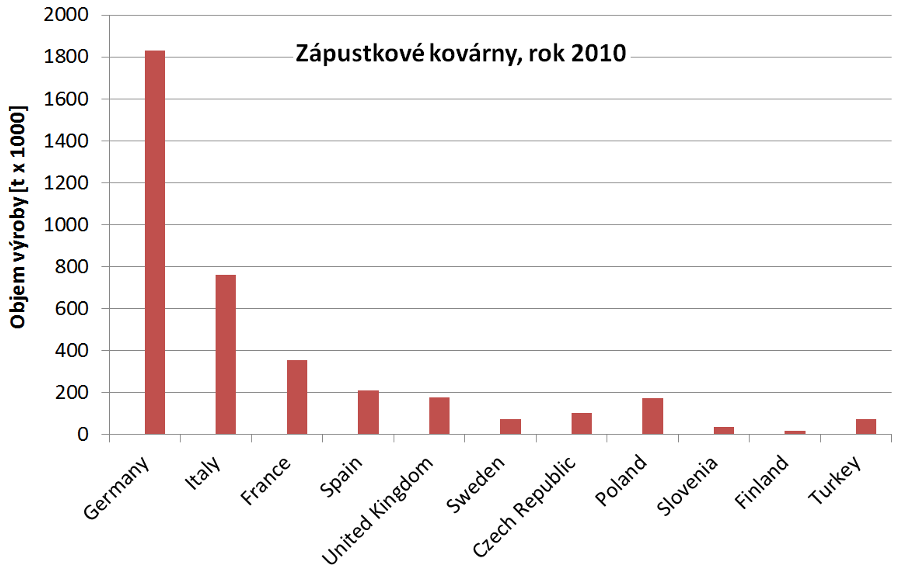 Zápustkové kovárny, rok 2010
Objem výroby [t x 1000]
2000
1800
1600
1400
1200
1000
800
600
400
200
0
Germany
Italy
France
Spain
United Kingdom
Sweden
Czech Republic
Poland
Slovenia
Finland
Turkey